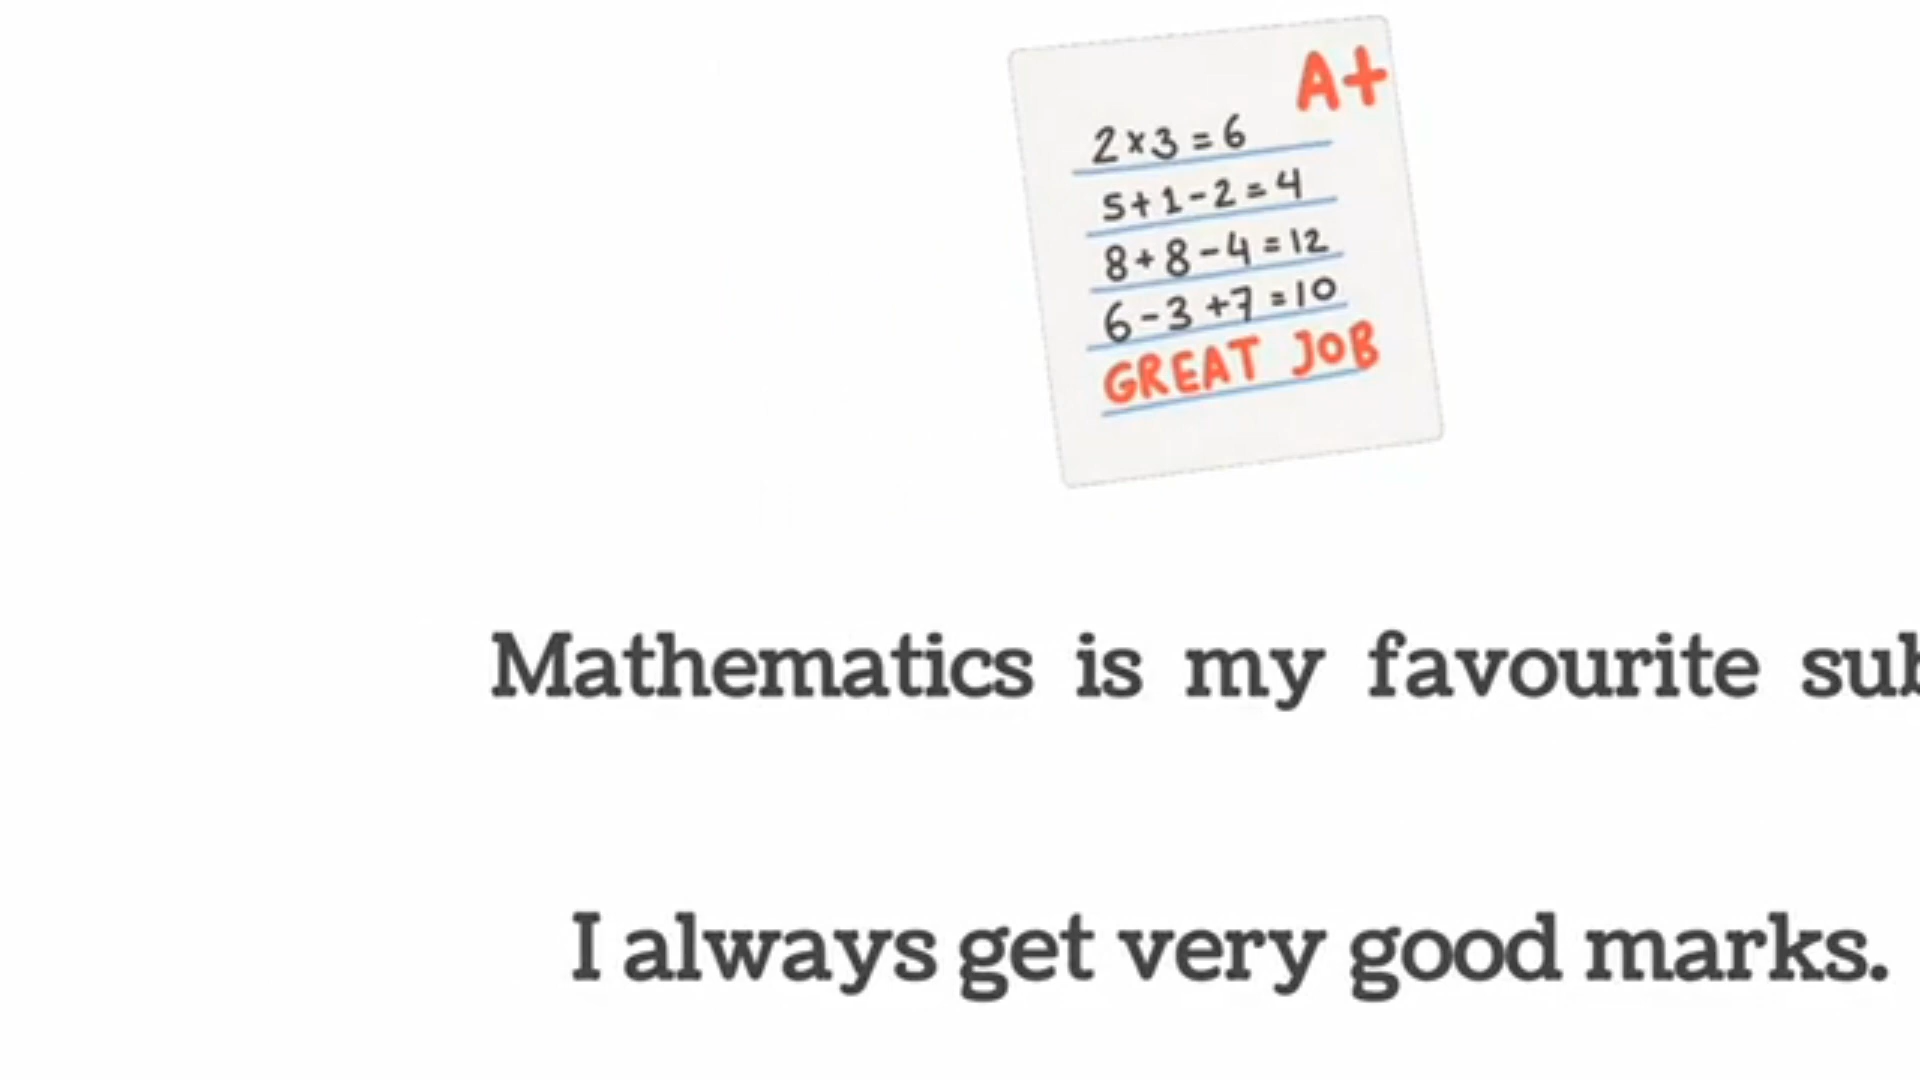 A+
2×3=6
5+1-2=4
8+8-4=12
6-3+7=10
GREAT JOB
Mathematics is my favourite
I always get very good marks.